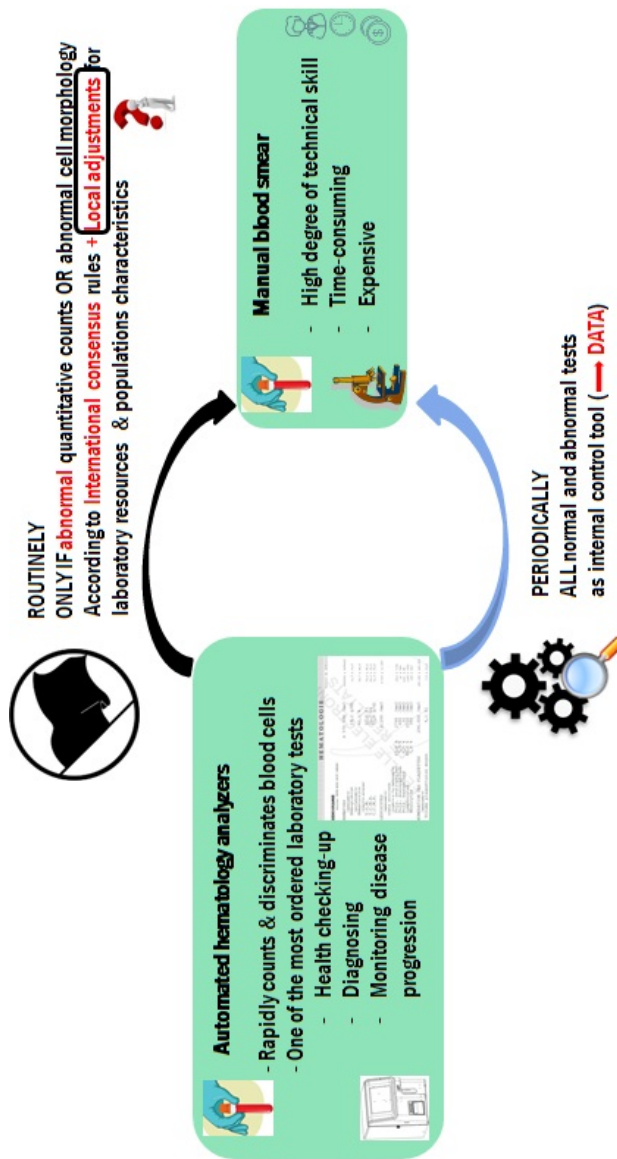 ROUTINELY
ONLY IF abnormal quantitative counts OR abnormal cell morphology
According to International consensus rules + Local adjustments for
laboratory resources & populations characteristics
Automated hematology analyzers
- Rapidly counts & discriminates blood cells
- One of the most ordered laboratory tests
- Health checking-up
- Diagnosing
- Monitoring disease
progression
HEMATOLOGIE
Manual blood smear
- High degree of technical skill
- Time-consuming
- Expensive
PERIODICALLY
ALL normal and abnormal tests
as internal control tool (⟶ DATA)